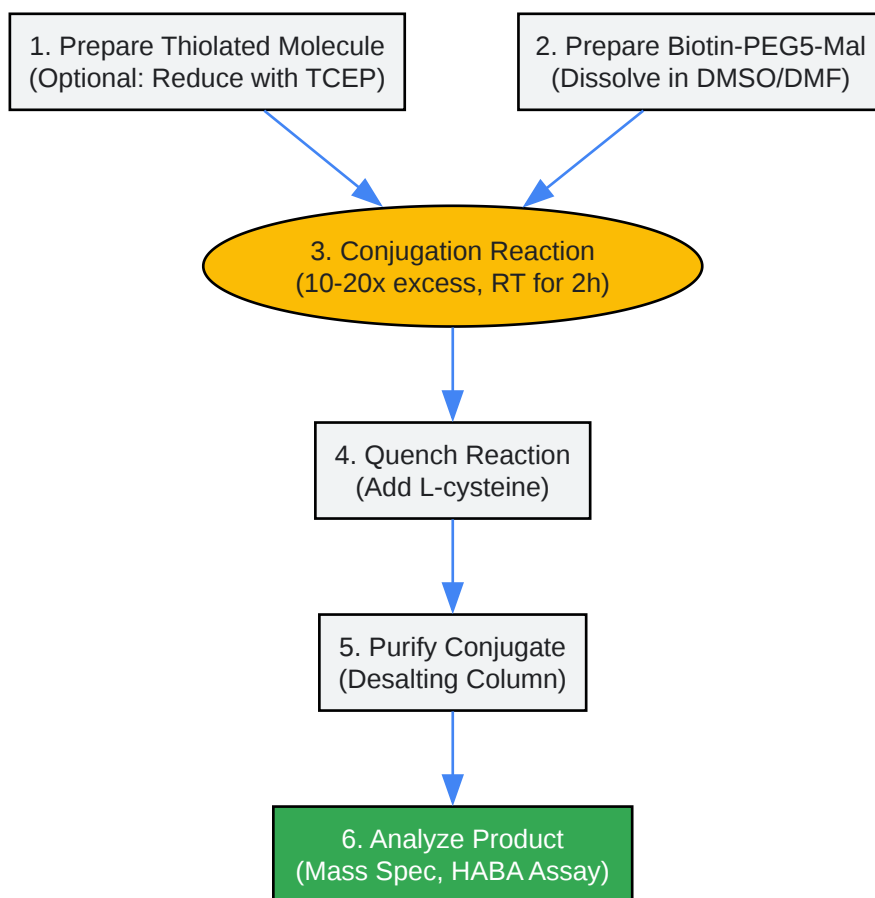 1. Prepare Thiolated Molecule
(Optional: Reduce with TCEP)
2. Prepare Biotin-PEG5-Mal
(Dissolve in DMSO/DMF)
3. Conjugation Reaction
(10-20x excess, RT for 2h)
4. Quench Reaction
(Add L-cysteine)
5. Purify Conjugate
(Desalting Column)
6. Analyze Product
(Mass Spec, HABA Assay)